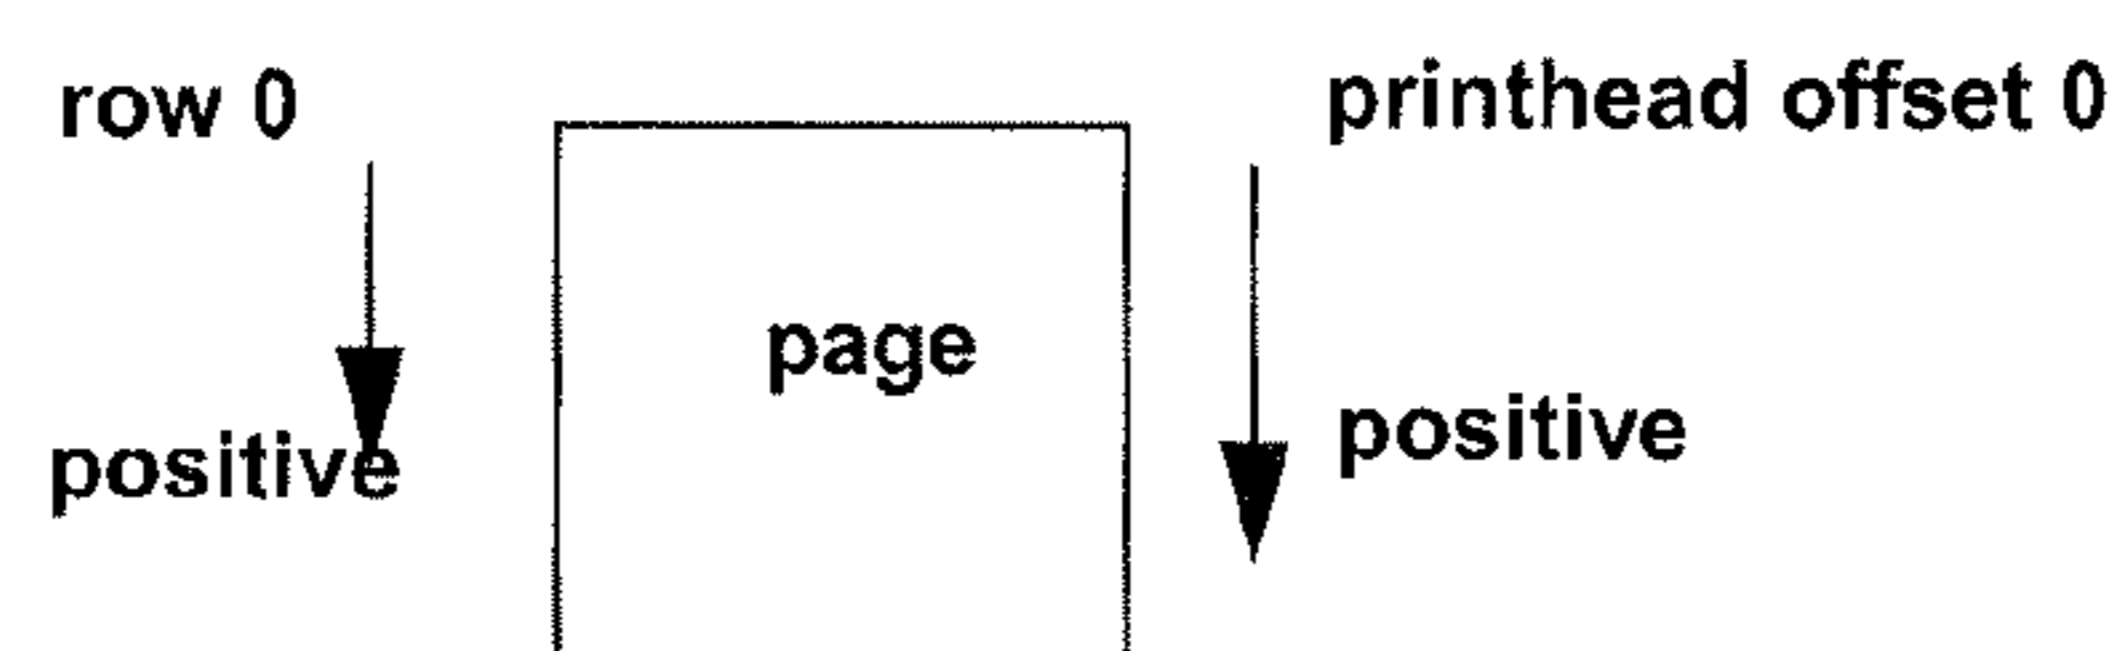 row 0
printhead offset 0
page
positive
positive